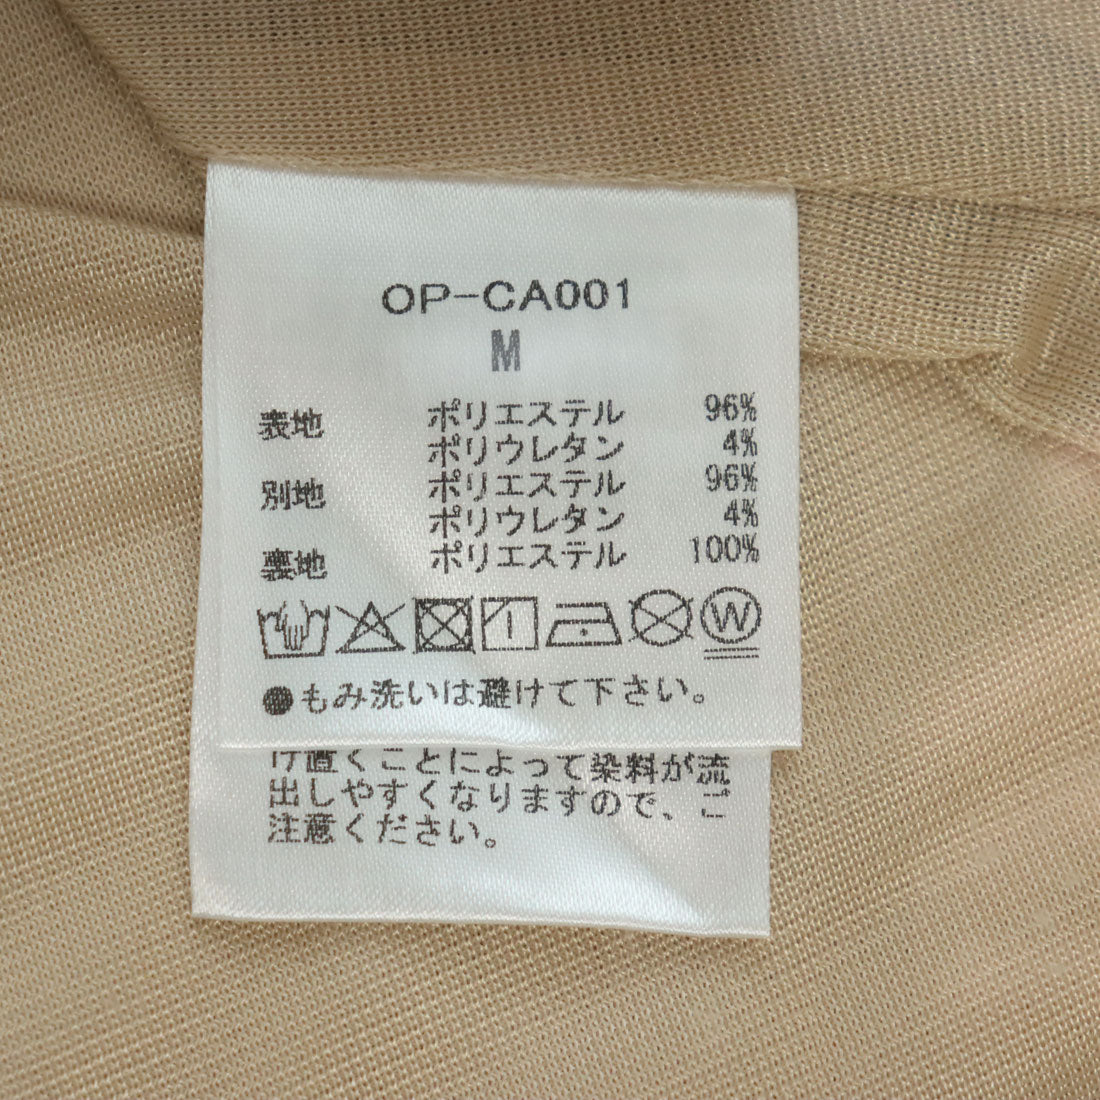 OP-CA001
M
表地 ポリエステル 96%
ポリウレタン 4%
別地 ポリエステル 96%
ポリウレタン 4%
裏地 ポリエステル 100%
W
●もみ洗いは避けて下さい。
け直くことによって染料が流
出しやすくなりますので、ご
注意ください。